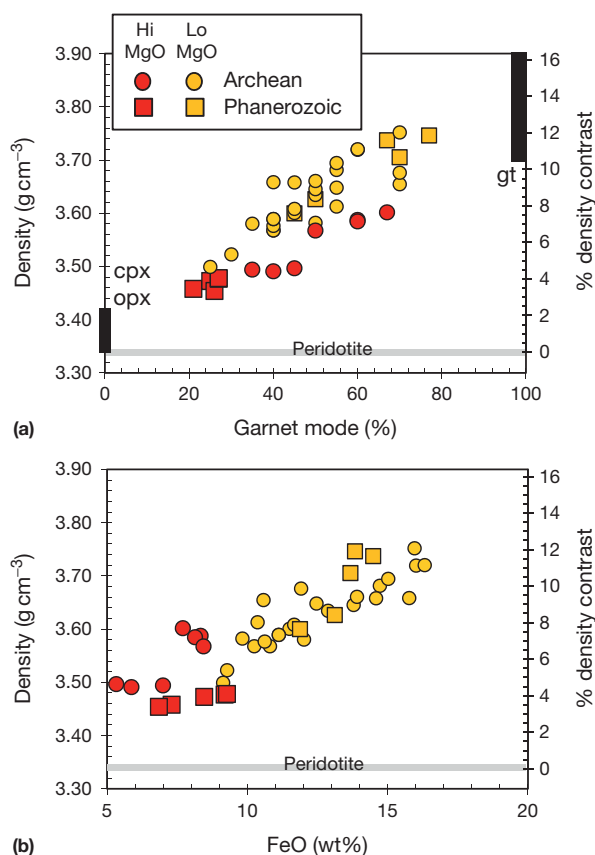 Hi Lo
MgO MgO
Archean
Phanerozoic
3.90
3.80
3.70
3.60
3.50
3.40
3.30
Density (g cm−3)
16
14
12
10
8
6
4
2
0
% density contrast
gt
cpx
opx
Peridotite
0 20 40 60 80 100
(a) Garnet mode (%)
3.90
3.80
3.70
3.60
3.50
3.40
3.30
Density (g cm−3)
16
14
12
10
8
6
4
2
0
% density contrast
Peridotite
5 10 15 20
(b) FeO (wt%)